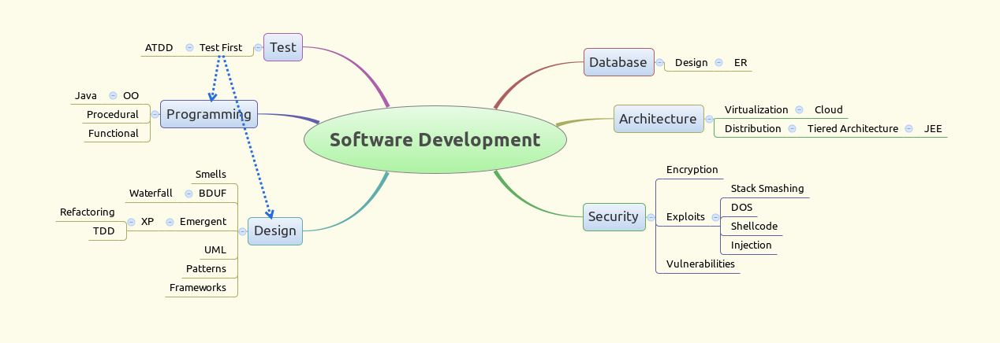 Software Development
Test
Test First
ATDD
Programming
OO
Java
Procedural
Functional
Design
Smells
BDUF
Waterfall
Emergent
XP
Refactoring
TDD
UML
Patterns
Frameworks
Database
Design
ER
Architecture
Virtualization
Cloud
Distribution
Tiered Architecture
JEE
Security
Encryption
Exploits
Stack Smashing
DOS
Shellcode
Injection
Vulnerabilities